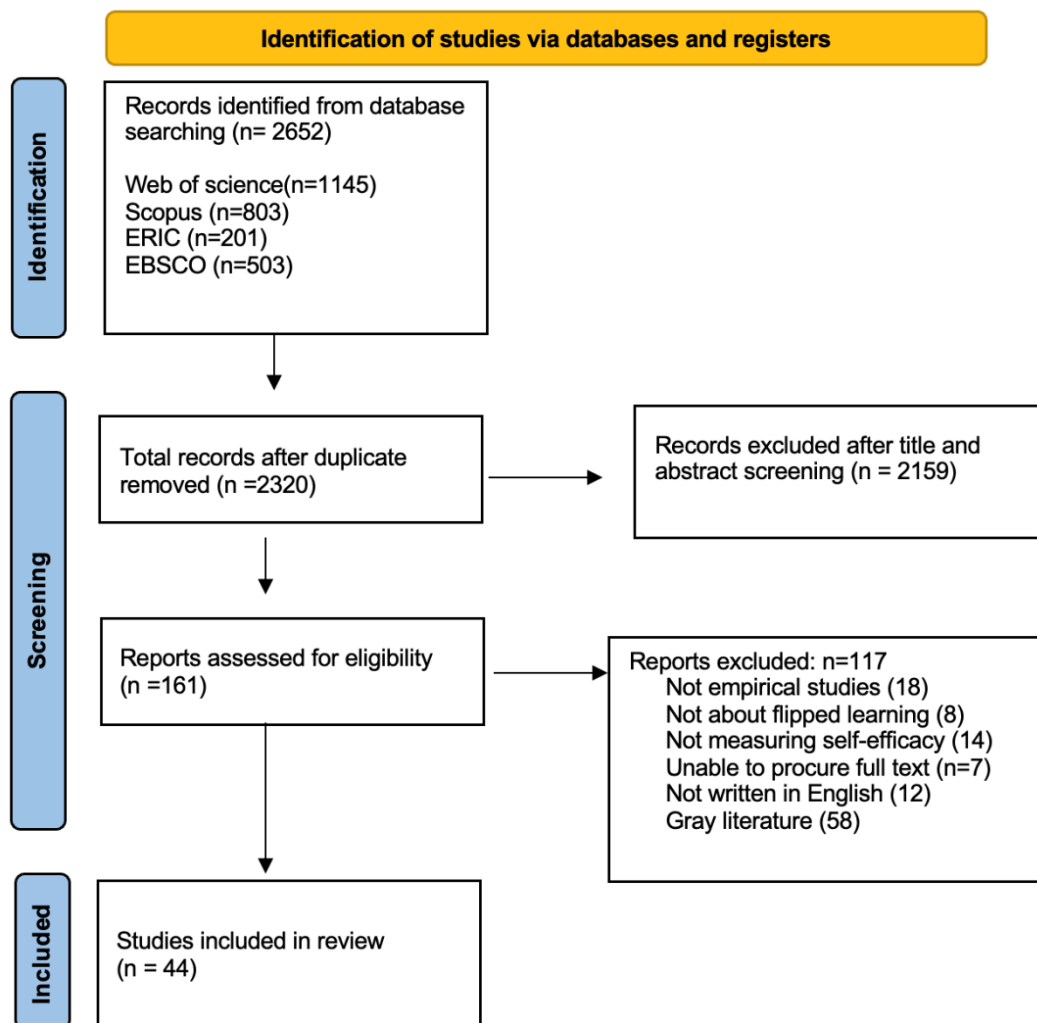 Identification of studies via databases and registers
Identification
Records identified from database
searching (n= 2652)
Web of science(n=1145)
Scopus (n=803)
ERIC (n=201)
EBSCO (n=503)
Screening
Total records after duplicate
removed (n =2320)
Records excluded after title and
abstract screening (n = 2159)
Reports assessed for eligibility
(n =161)
Reports excluded: n=117
Not empirical studies (18)
Not about flipped learning (8)
Not measuring self-efficacy (14)
Unable to procure full text (n=7)
Not written in English (12)
Gray literature (58)
Included
Studies included in review
(n = 44)